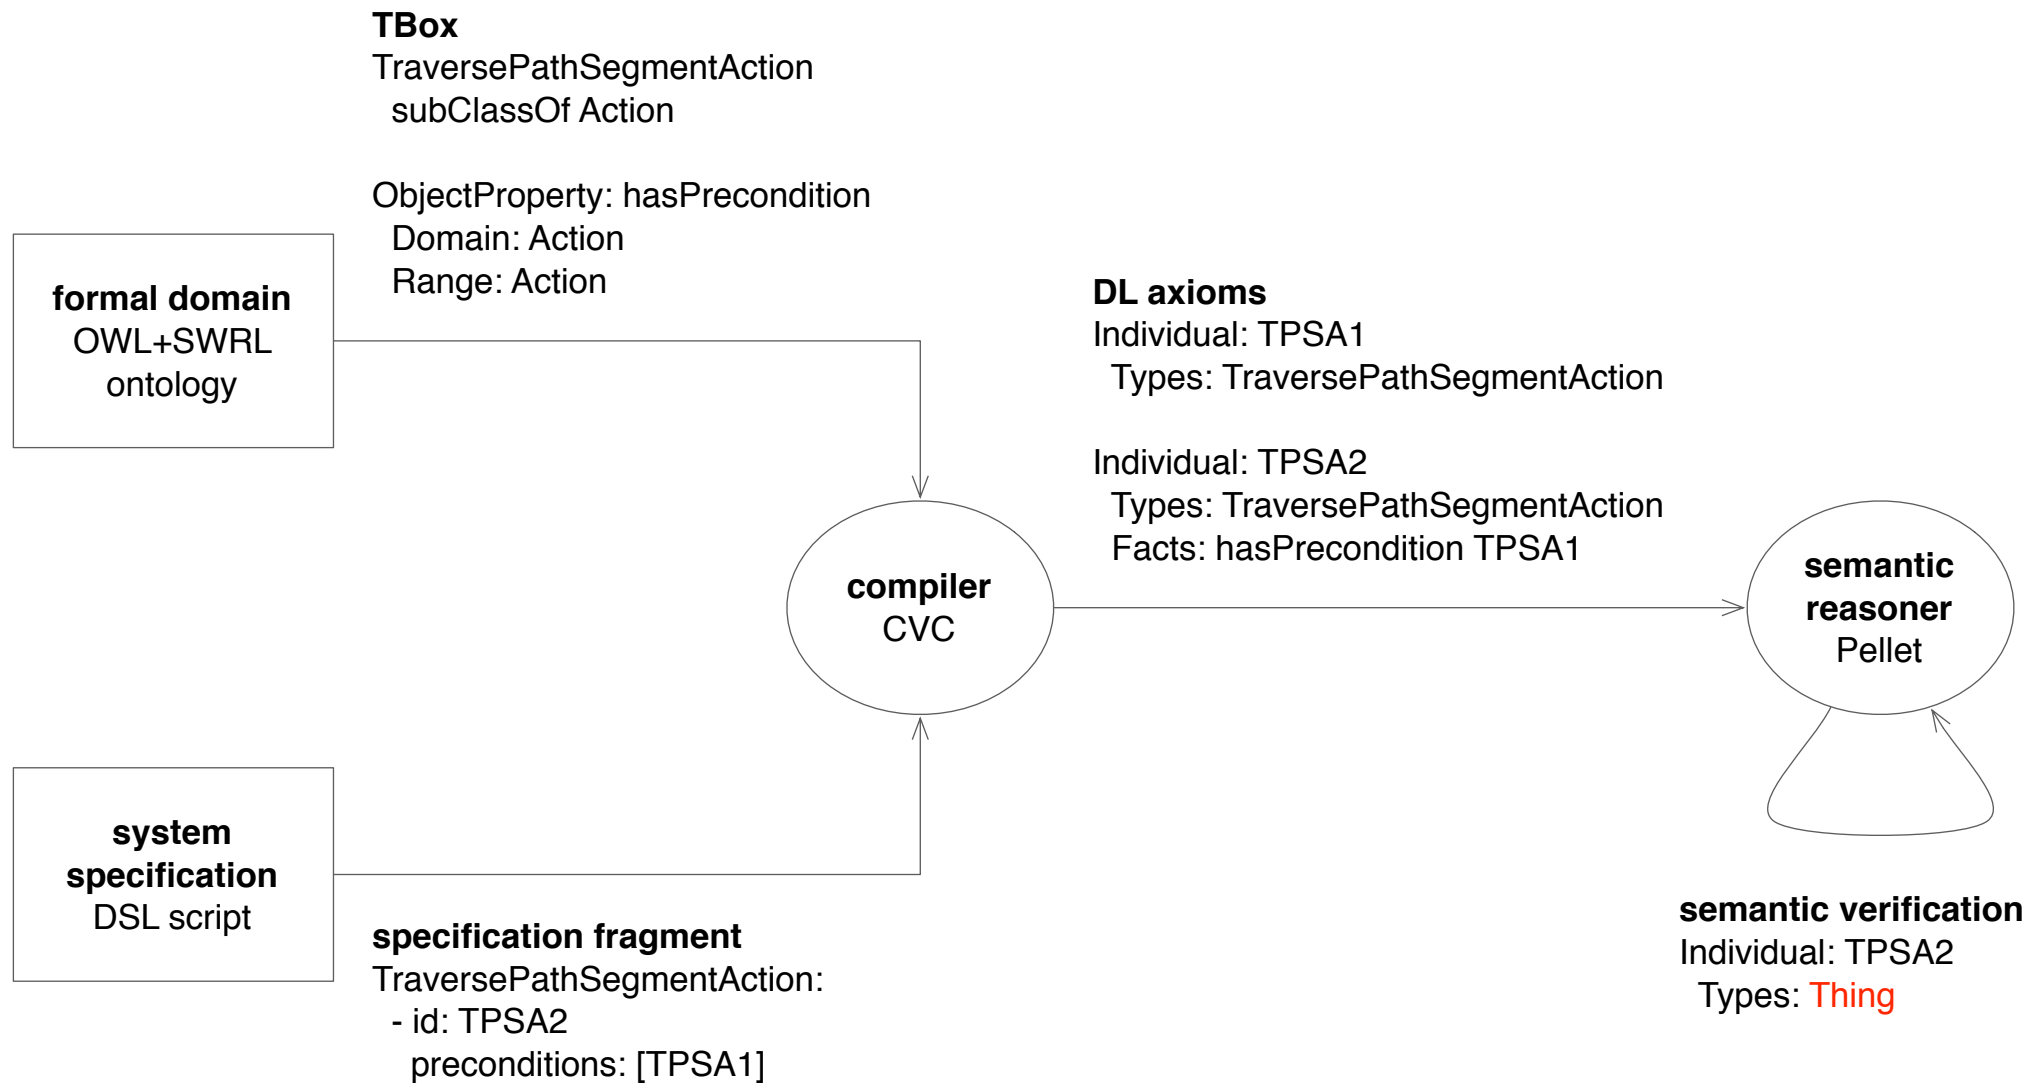 TBox
TraversePathSegmentAction
subClassOf Action
ObjectProperty: hasPrecondition
Domain: Action
Range: Action
formal domain
OWL+SWRL
ontology
DL axioms
Individual: TPSA1
Types: TraversePathSegmentAction
Individual: TPSA2
Types: TraversePathSegmentAction
Facts: hasPrecondition TPSA1
compiler
CVC
semantic
reasoner
Pellet
system
specification
DSL script
specification fragment
TraversePathSegmentAction:
- id: TPSA2
preconditions: [TPSA1]
semantic verification
Individual: TPSA2
Types: Thing